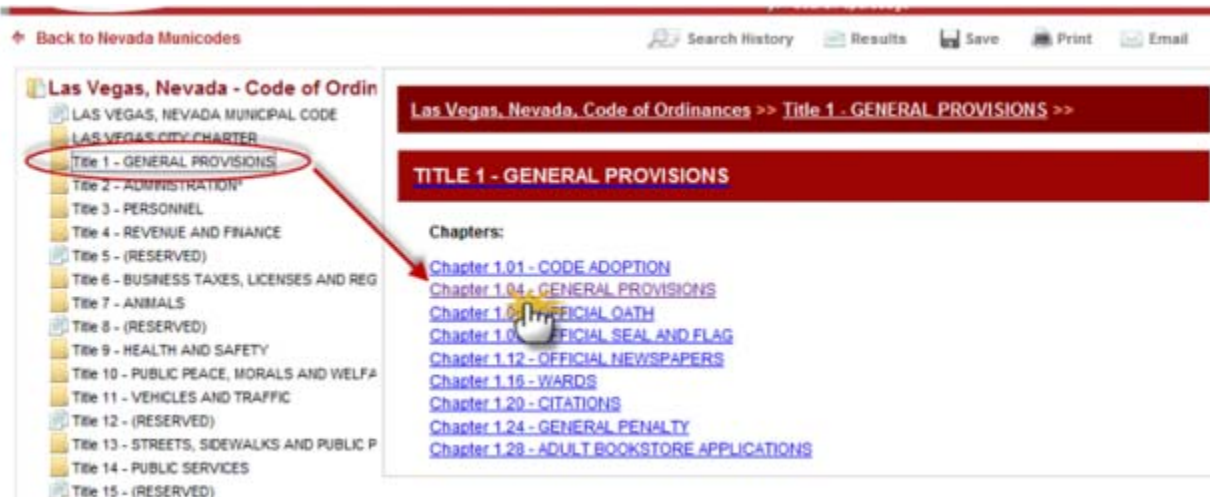 Back to Nevada Municodes
Search History
Results
Save
Print
Email
Las Vegas, Nevada - Code of Ordin
LAS VEGAS, NEVADA MUNICIPAL CODE
LAS VEGAS CITY CHARTER
Title 1 - GENERAL PROVISIONS
Title 2 - ADMINISTRATION*
Title 3 - PERSONNEL
Title 4 - REVENUE AND FINANCE
Title 5 - (RESERVED)
Title 6 - BUSINESS TAXES, LICENSES AND REG
Title 7 - ANIMALS
Title 8 - (RESERVED)
Title 9 - HEALTH AND SAFETY
Title 10 - PUBLIC PEACE, MORALS AND WELFA
Title 11 - VEHICLES AND TRAFFIC
Title 12 - (RESERVED)
Title 13 - STREETS, SIDEWALKS AND PUBLIC P
Title 14 - PUBLIC SERVICES
Title 15 - (RESERVED)
Las Vegas, Nevada, Code of Ordinances >> Title 1 - GENERAL PROVISIONS >>
TITLE 1 - GENERAL PROVISIONS
Chapters:
Chapter 1.01 - CODE ADOPTION
Chapter 1.04 - GENERAL PROVISIONS
Chapter OATH
Chapter SEAL AND FLAG
Chapter 1.12 - OFFICIAL NEWSPAPERS
Chapter 1.16 - WARDS
Chapter 1.20 - CITATIONS
Chapter 1.24 - GENERAL PENALTY
Chapter 1.28 - ADULT BOOKSTORE APPLICATIONS